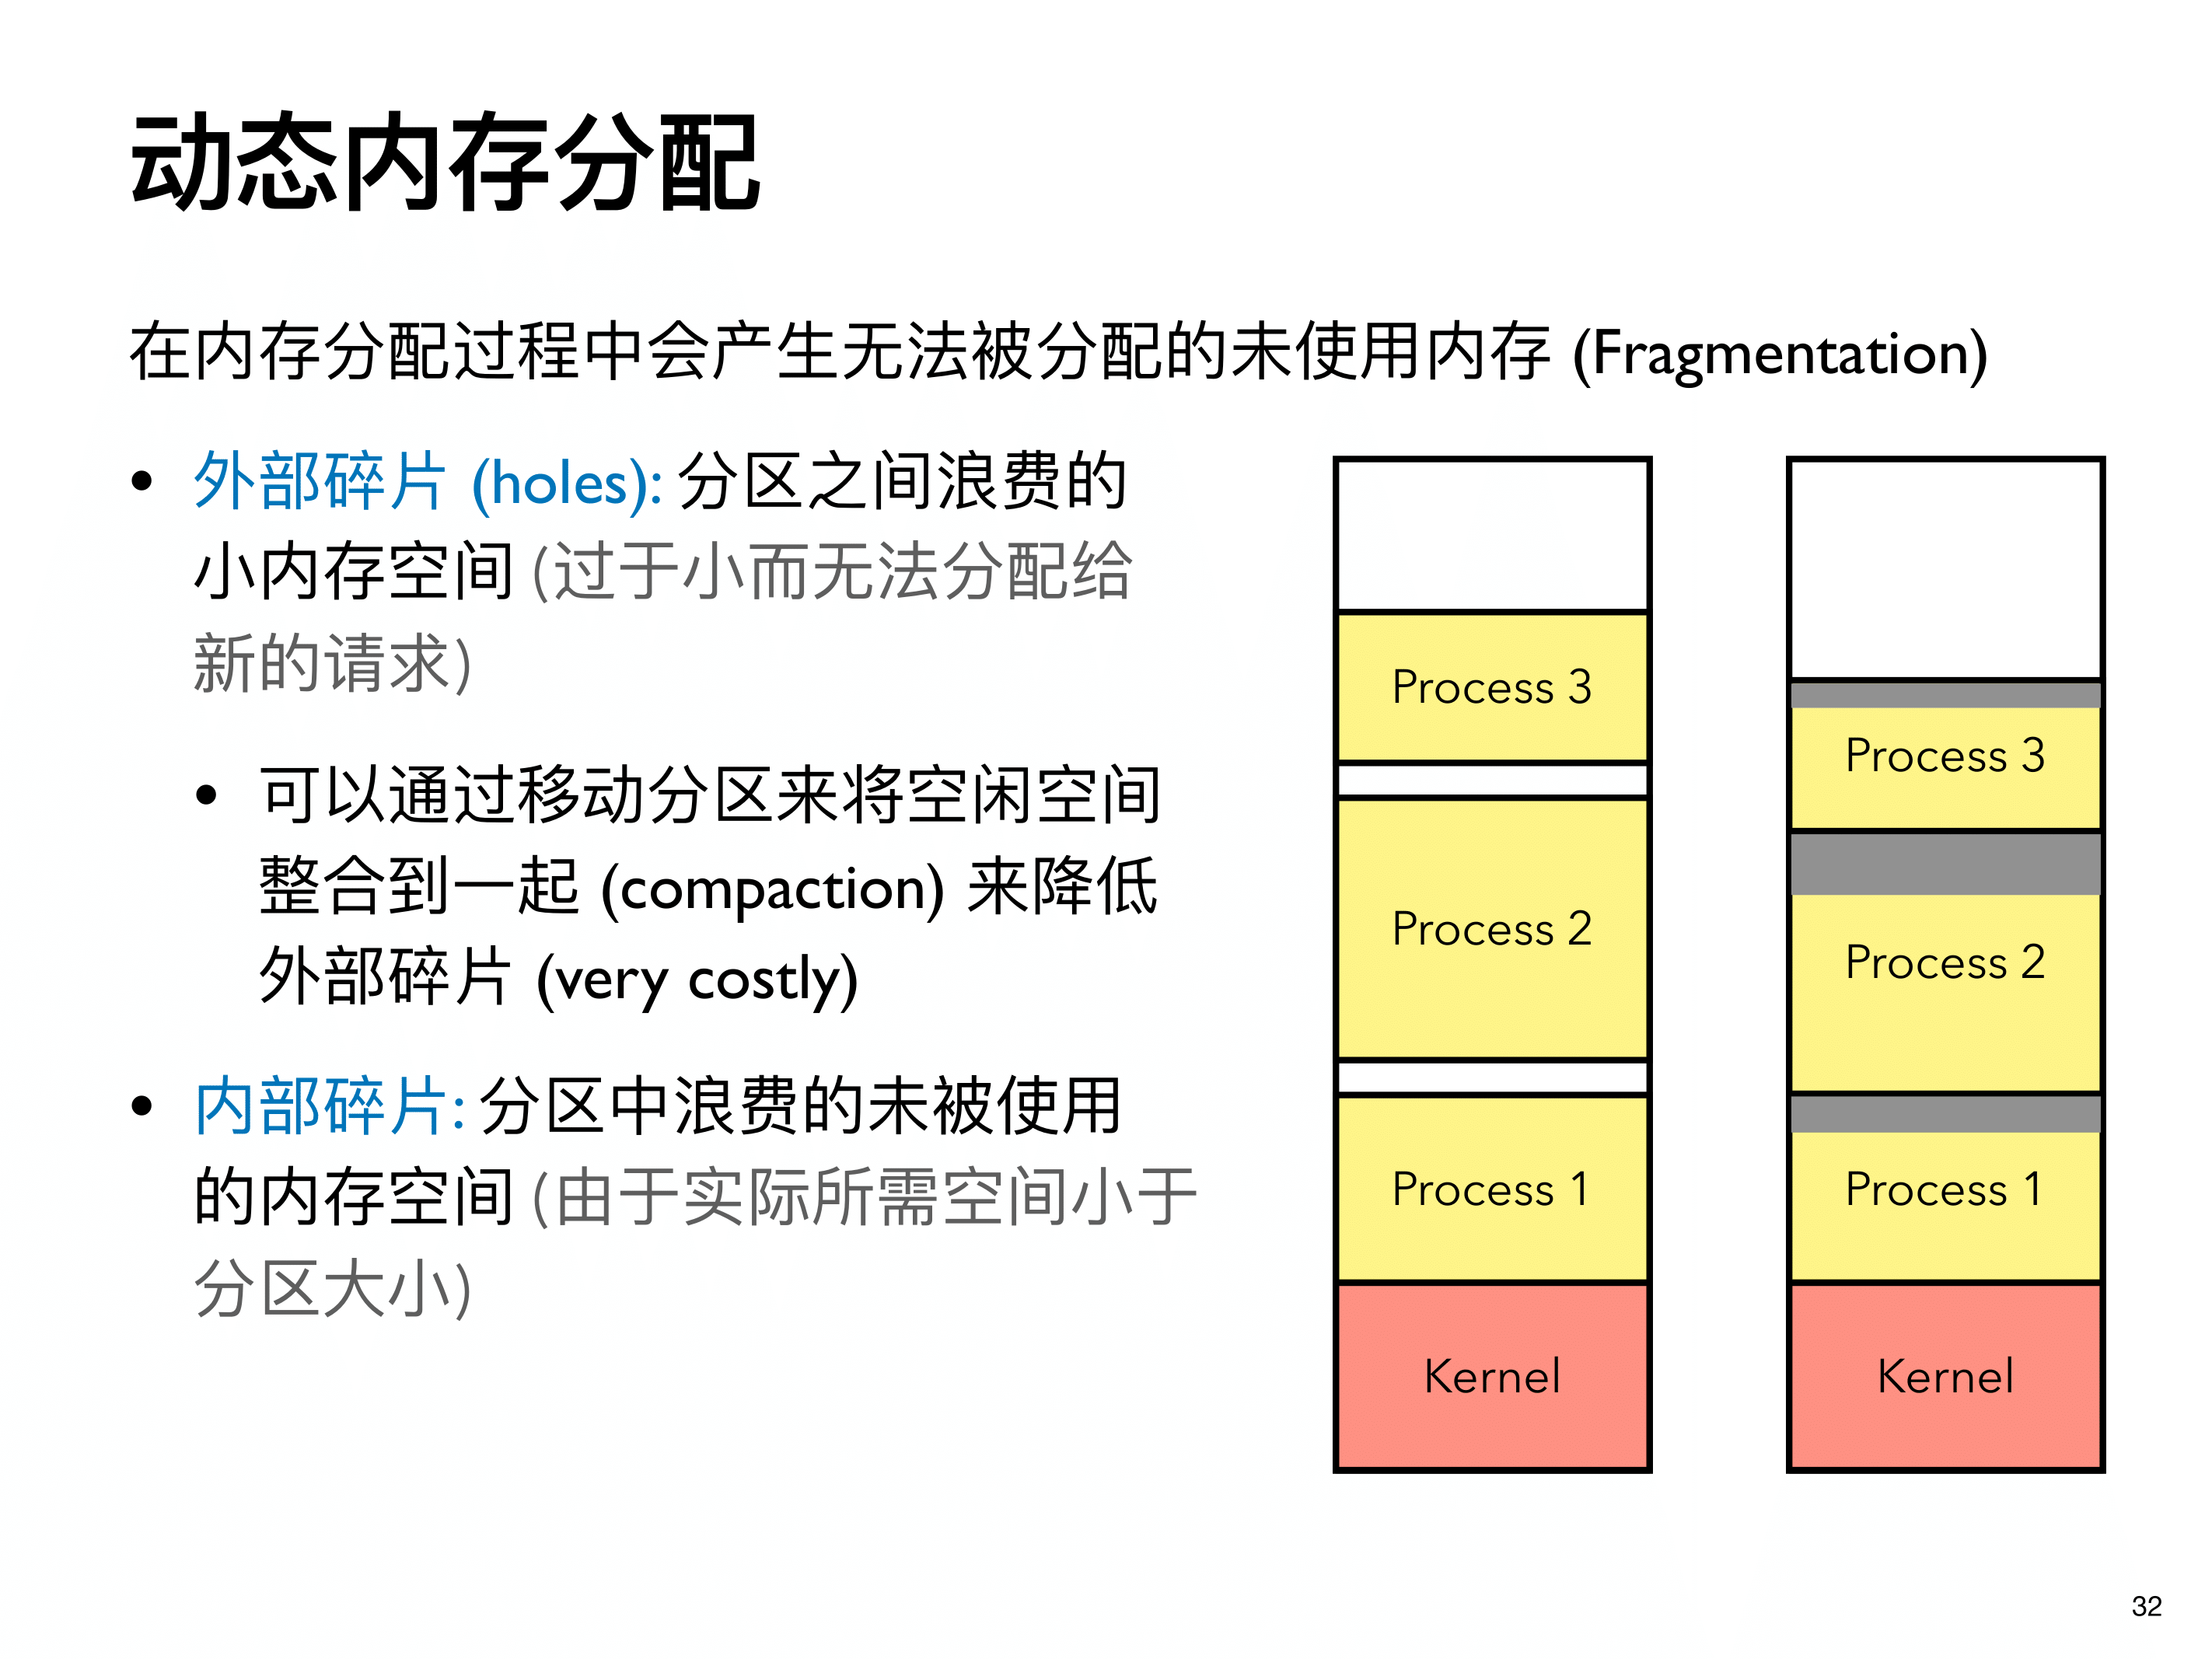 动态内存分配
在内存分配过程中会产生无法被分配的未使用内存 (Fragmentation)
• 外部碎片 (holes): 分区之间浪费的
小内存空间 (过于小而无法分配给
新的请求)
• 可以通过移动分区来将空闲空间
整合到一起 (compaction) 来降低
外部碎片 (very costly)
• 内部碎片: 分区中浪费的未被使用
的内存空间 (由于实际所需空间小于
分区大小)
Process 3
Process 2
Process 1
Kernel
Process 3
Process 2
Process 1
Kernel
32